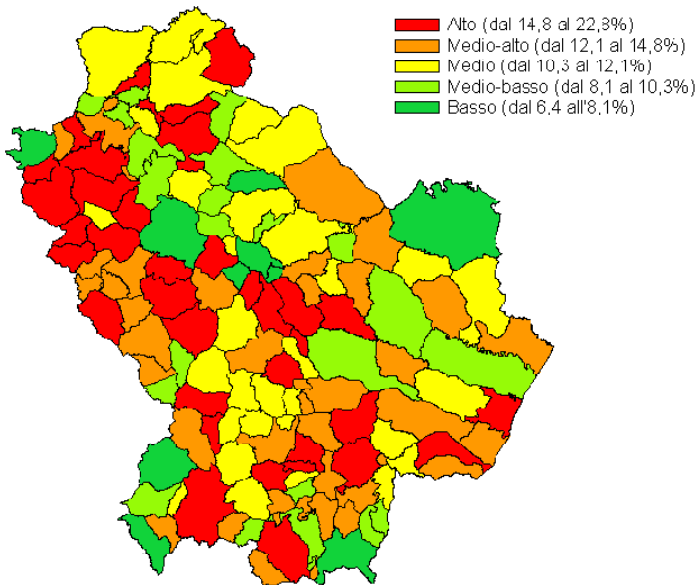 Alto (dal 14,8 al 22,8%)
Medio-alto (dal 12,1 al 14,8%)
Medio (dal 10,3 al 12,1%)
Medio-basso (dal 8,1 al 10,3%)
Basso (dal 6,4 all'8,1%)